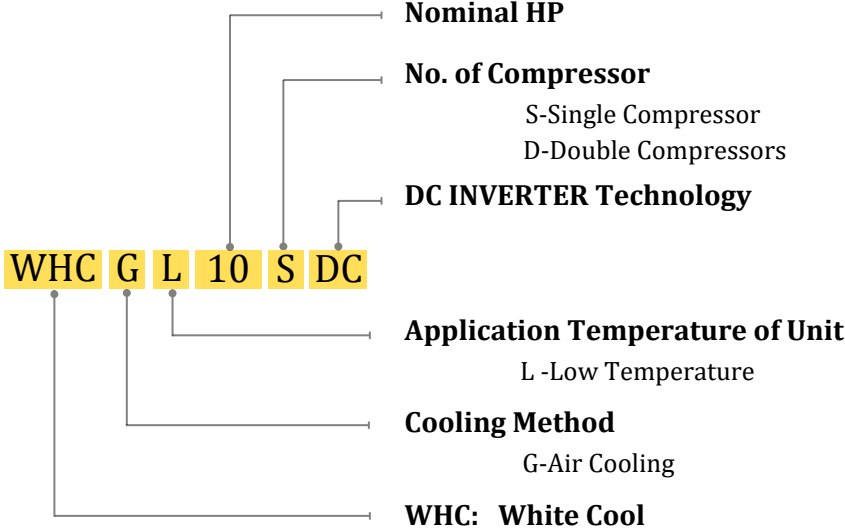 Nominal HP
No. of Compressor
S-Single Compressor
D-Double Compressors
DC INVERTER Technology
WHC G L 10 S DC
Application Temperature of Unit
L -Low Temperature
Cooling Method
G-Air Cooling
WHC: White Cool